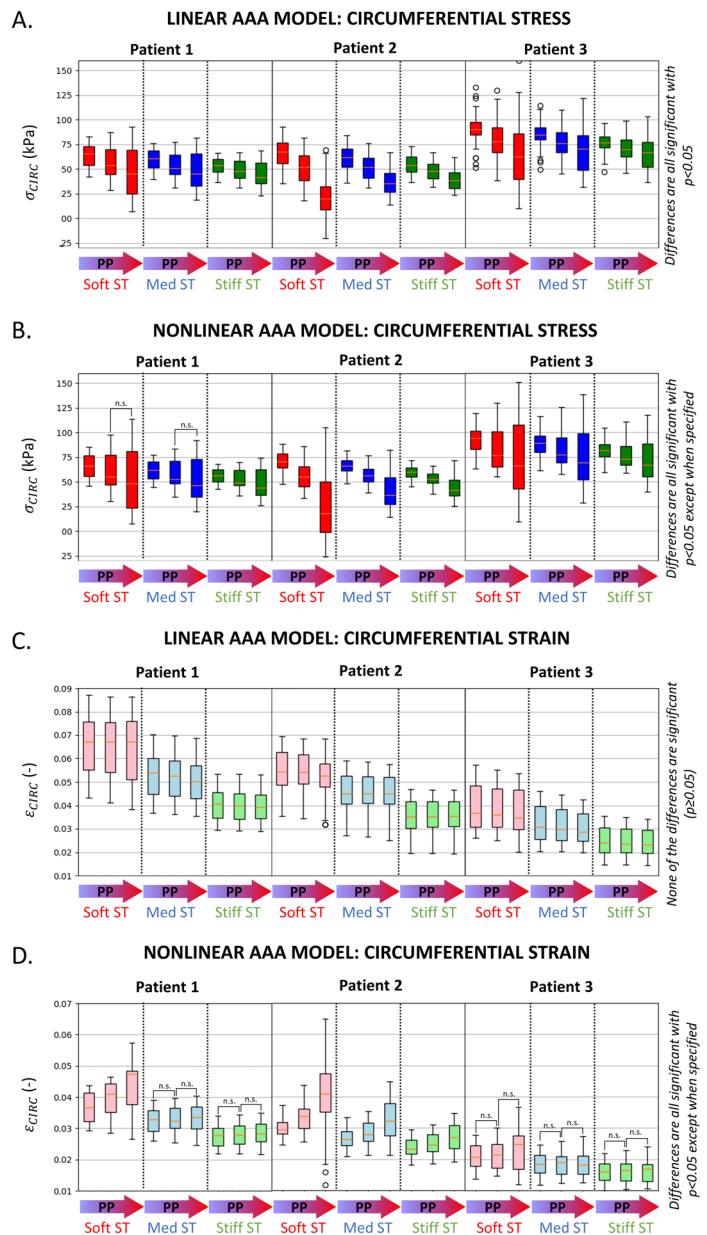 A.
LINEAR AAA MODEL: CIRCUMFERENTIAL STRESS
Patient 1
Patient 2
Patient 3
σCIRC (kPa)
150
100
75
50
00
25
PP PP PP PP PP PP PP PP PP
Soft ST Med ST Stiff ST Soft ST Med ST Stiff ST Soft ST Med ST Stiff ST
Differences are all significant with
p<0.05
B.
NONLINEAR AAA MODEL: CIRCUMFERENTIAL STRESS
Patient 1
Patient 2
Patient 3
σCIRC (kPa)
150
100
75
50
00
25
n.s.
n.s.
PP PP PP PP PP PP PP PP PP
Soft ST Med ST Stiff ST Soft ST Med ST Stiff ST Soft ST Med ST Stiff ST
Differences are all significant with
p<0.05 except when specified
C.
LINEAR AAA MODEL: CIRCUMFERENTIAL STRAIN
Patient 1
Patient 2
Patient 3
εCIRC (-)
0.09
0.08
0.07
0.06
0.05
0.04
0.03
0.02
0.01
PP PP PP PP PP PP PP PP PP
Soft ST Med ST Stiff ST Soft ST Med ST Stiff ST Soft ST Med ST Stiff ST
None of the differences are significant
(p≥0.05)
D.
NONLINEAR AAA MODEL: CIRCUMFERENTIAL STRAIN
Patient 1
Patient 2
Patient 3
εCIRC (-)
0.07
0.06
0.05
0.04
0.03
0.02
0.01
n.s. n.s.
n.s. n.s.
n.s. n.s.
n.s. n.s.
n.s. n.s.
PP PP PP PP PP PP PP PP PP
Soft ST Med ST Stiff ST Soft ST Med ST Stiff ST Soft ST Med ST Stiff ST
Differences are all significant with
p<0.05 except when specified